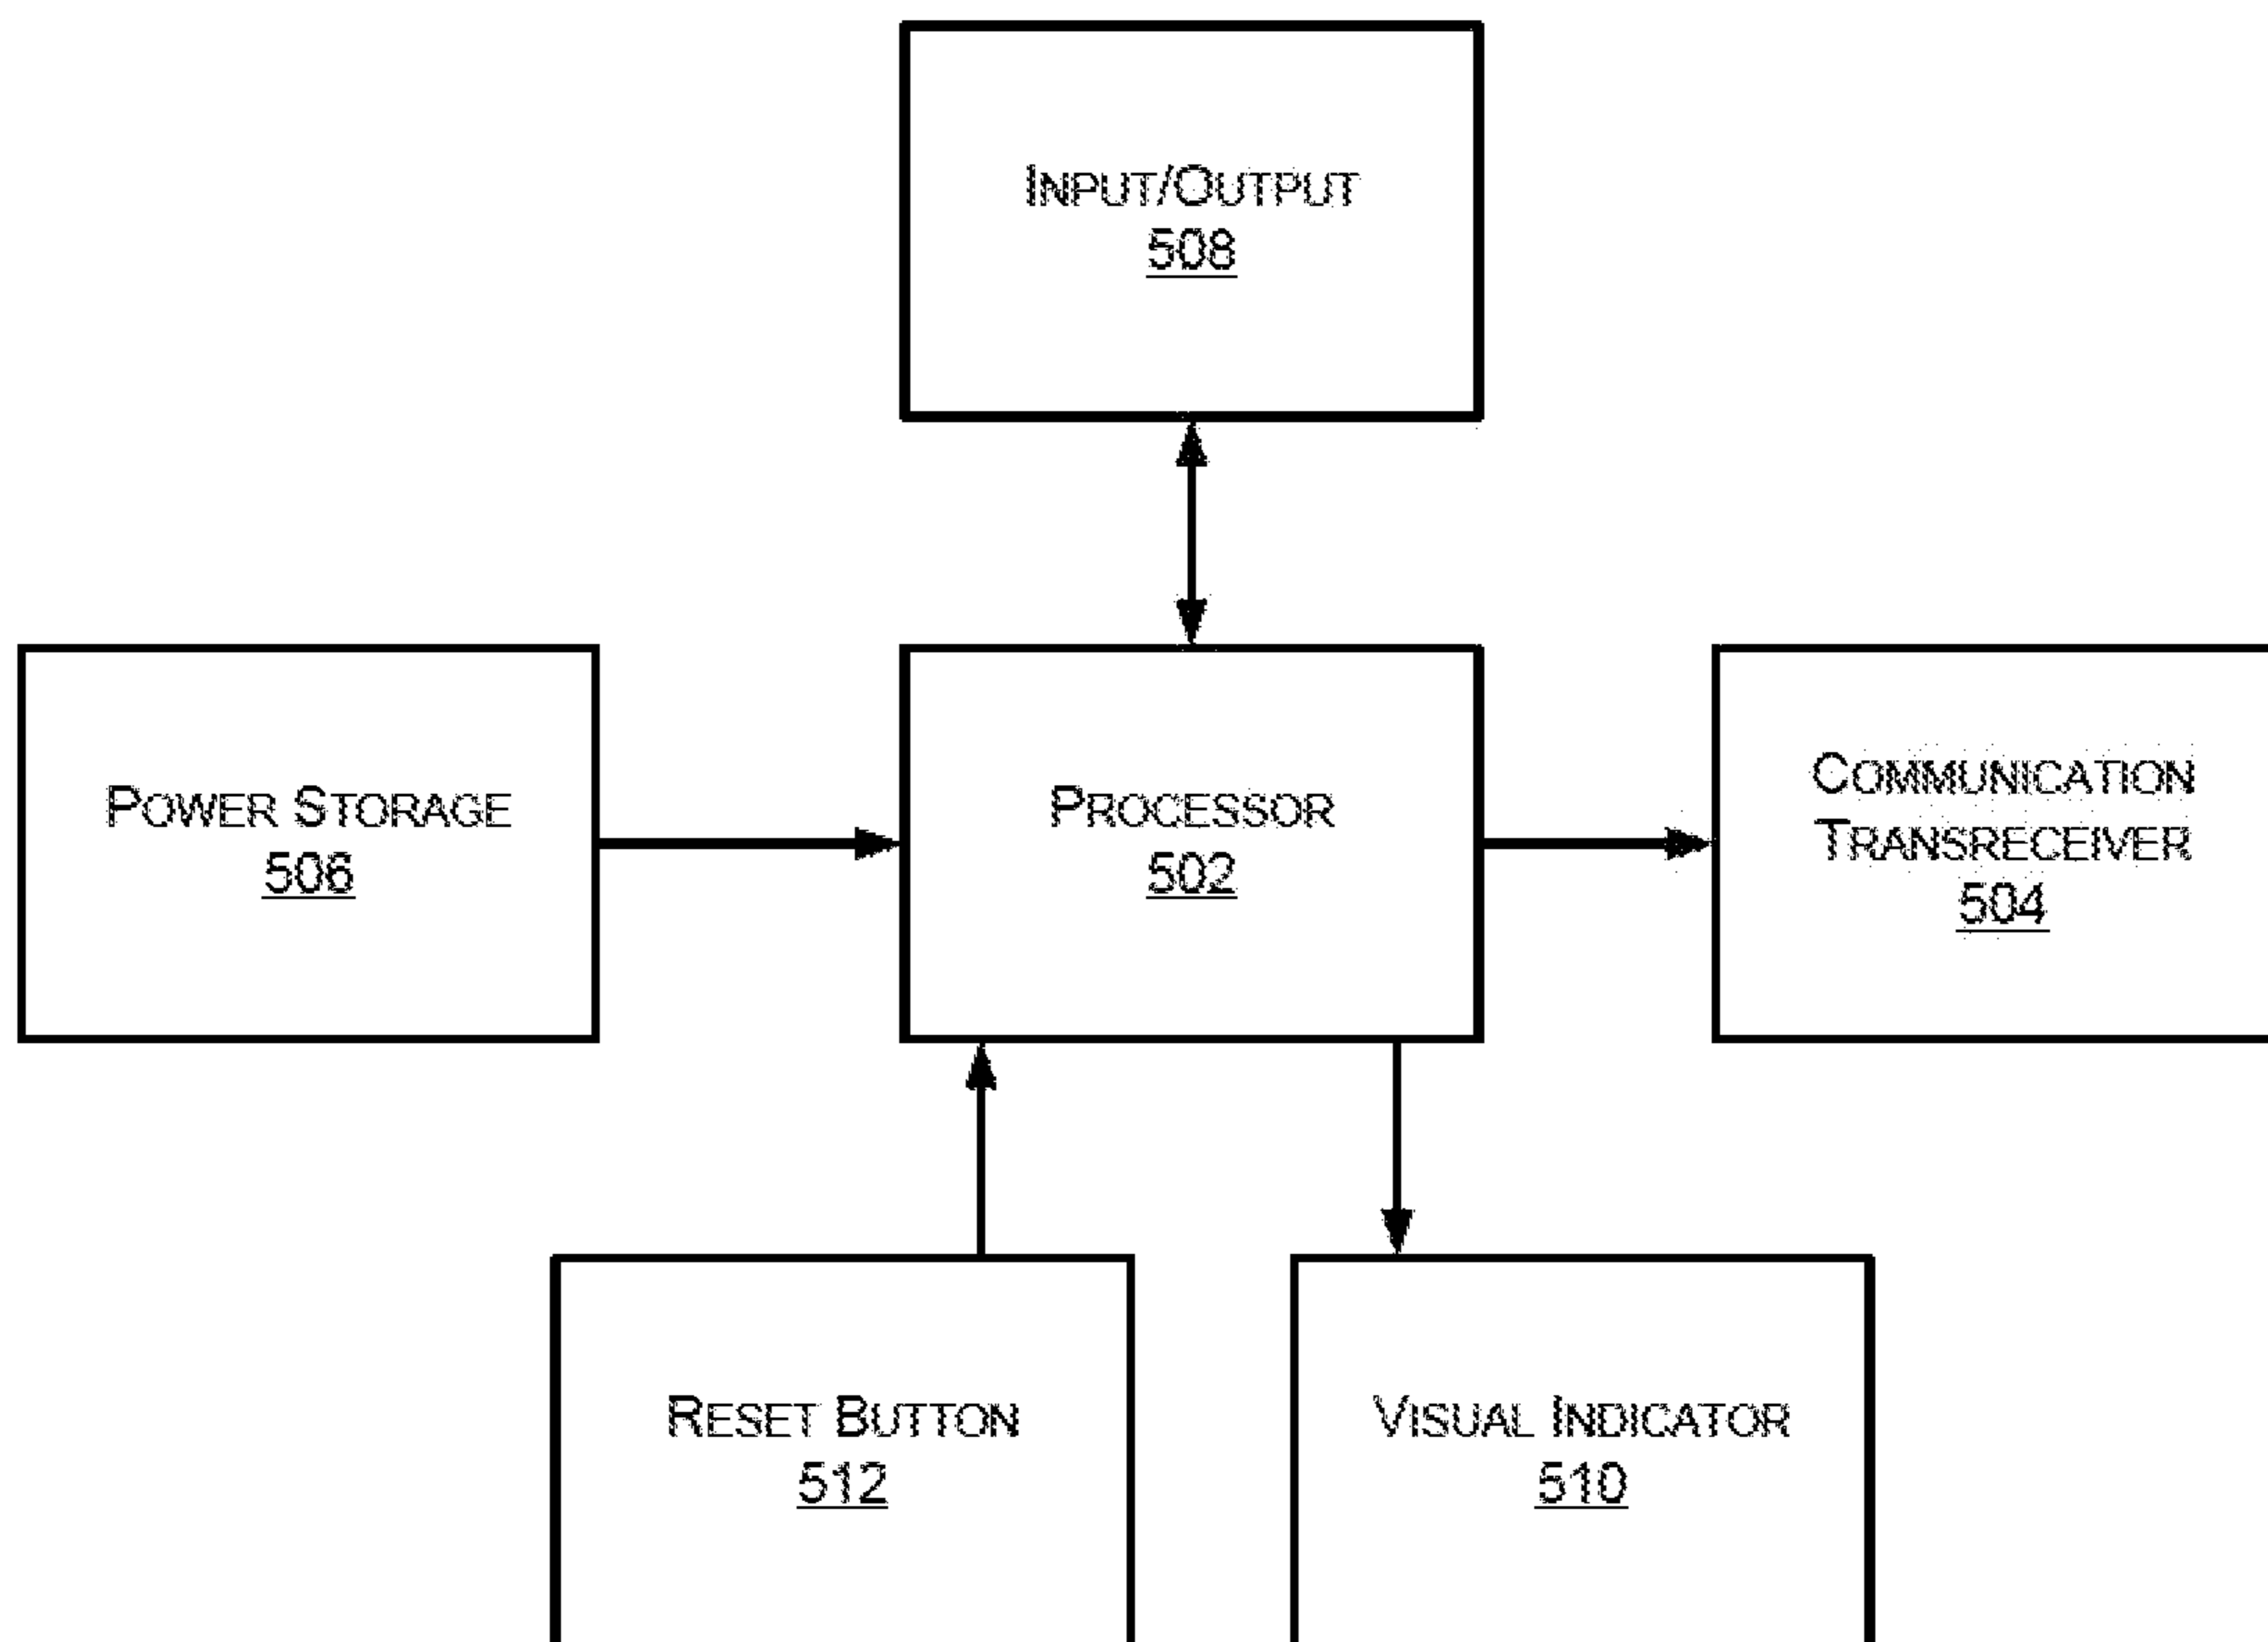 INPUT/OUTPUT
508
POWER STORAGE
506
PROCESSOR
502
COMMUNICATION
TRANSRECEIVER
504
RESET BUTTON
512
VISUAL INDICATOR
510